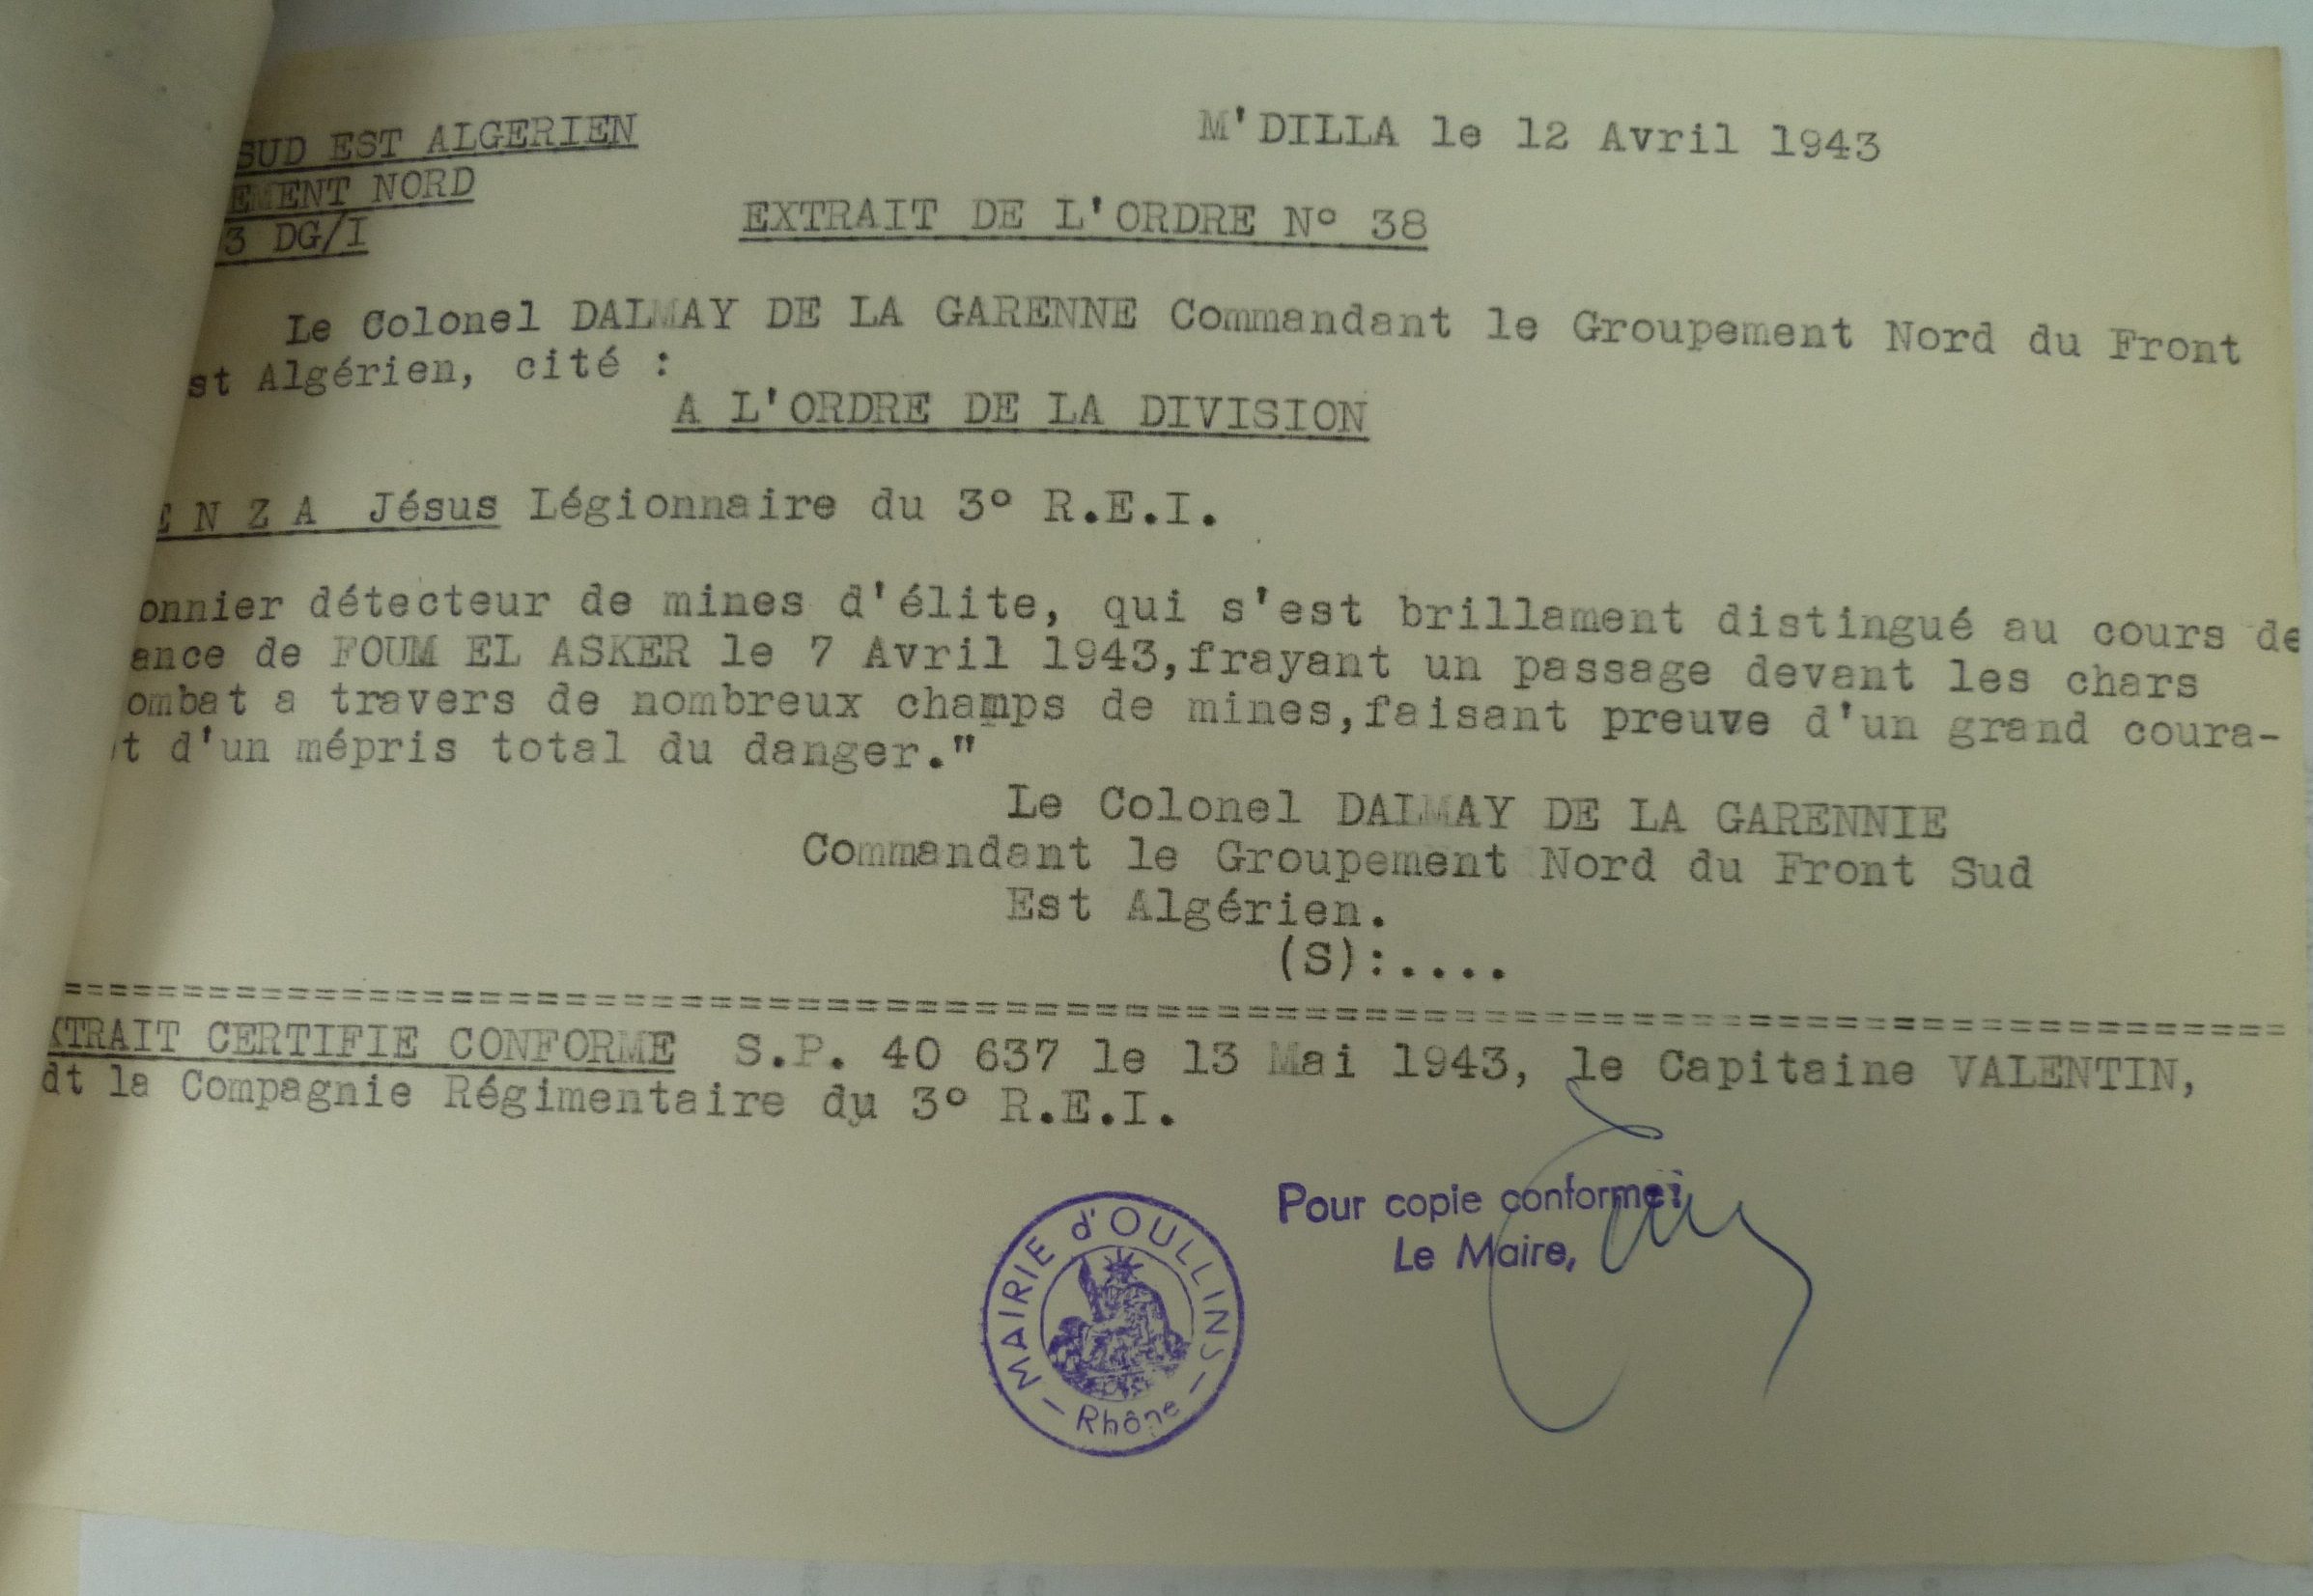 SUD EST ALGERIEN
M'DILLA le 12 Avril 1943
EMENT NORD
3 DG/I
EXTRAIT DE L'ORDRE Nº 38
Le Colonel DALMAY DE LA GARENNE Commandant le Groupement Nord du Front
st Algérien, cité :
A L'ORDRE DE LA DIVISION
E N Z A Jésus Légionnaire du 3º R.E.I.
onnier détecteur de mines d'élite, qui s'est brillament distingué au cours de
ance de FOUM EL ASKER le 7 Avril 1943,frayant un passage devant les chars
ombat a travers de nombreux champs de mines,faisant preuve d'un grand coura-
t d'un mépris total du danger."
Le Colonel DALMAY DE LA GARENNIE
Commandant le Groupement Nord du Front Sud
Est Algérien.
(S):....
XTRAIT CERTIFIE CONFORME S.P. 40 637 le 13 Mai 1943, le Capitaine VALENTIN,
dt la Compagnie Régimentaire du 3º R.E.I.
Pour copie conforme:
Le Maire,
MAIRIE d'OULLINS
- Rhône -